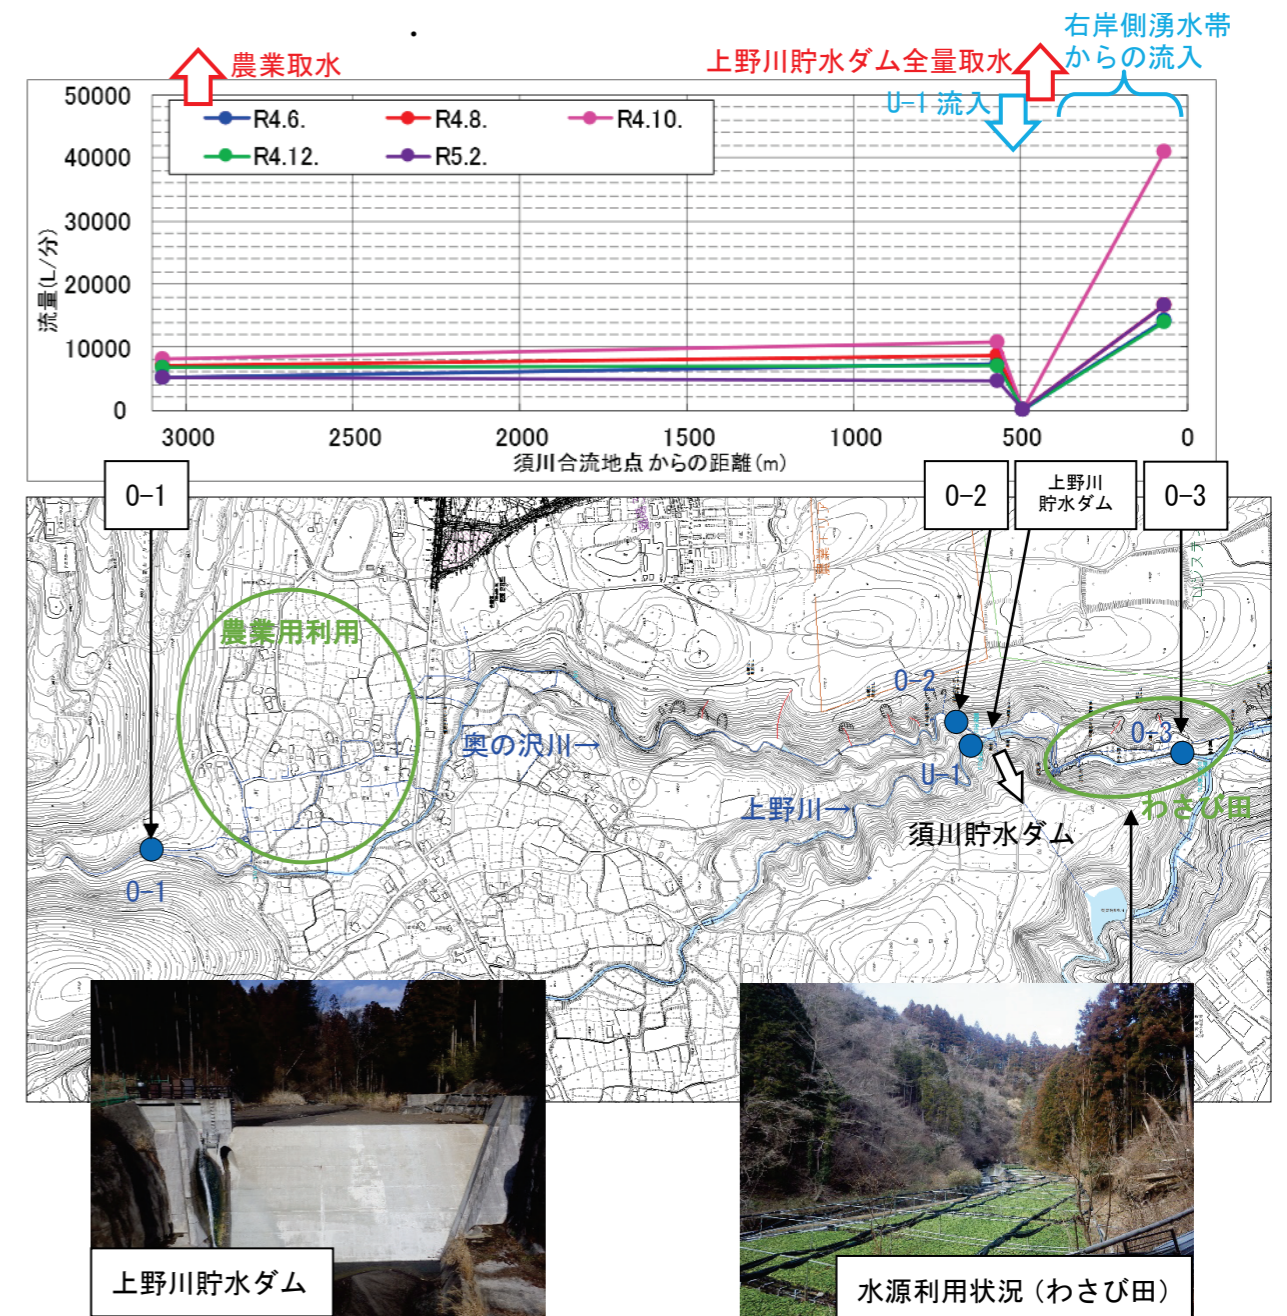 右岸側湧水帯
からの流入
農業取水
上野川貯水ダム全量取水
U-1 流入
50000
40000
30000
20000
10000
0
流量(L/分)
R4.6.
R4.8.
R4.10.
R4.12.
R5.2.
3000
2500
2000
1500
1000
500
0
須川合流地点からの距離(m)
O-1
O-2
上野川
貯水ダム
O-3
農業用利用
O-2
O-3
奥の沢川→
U-1
わさび田
上野川→
須川貯水ダム
O-1
上野川貯水ダム
水源利用状況(わさび田)